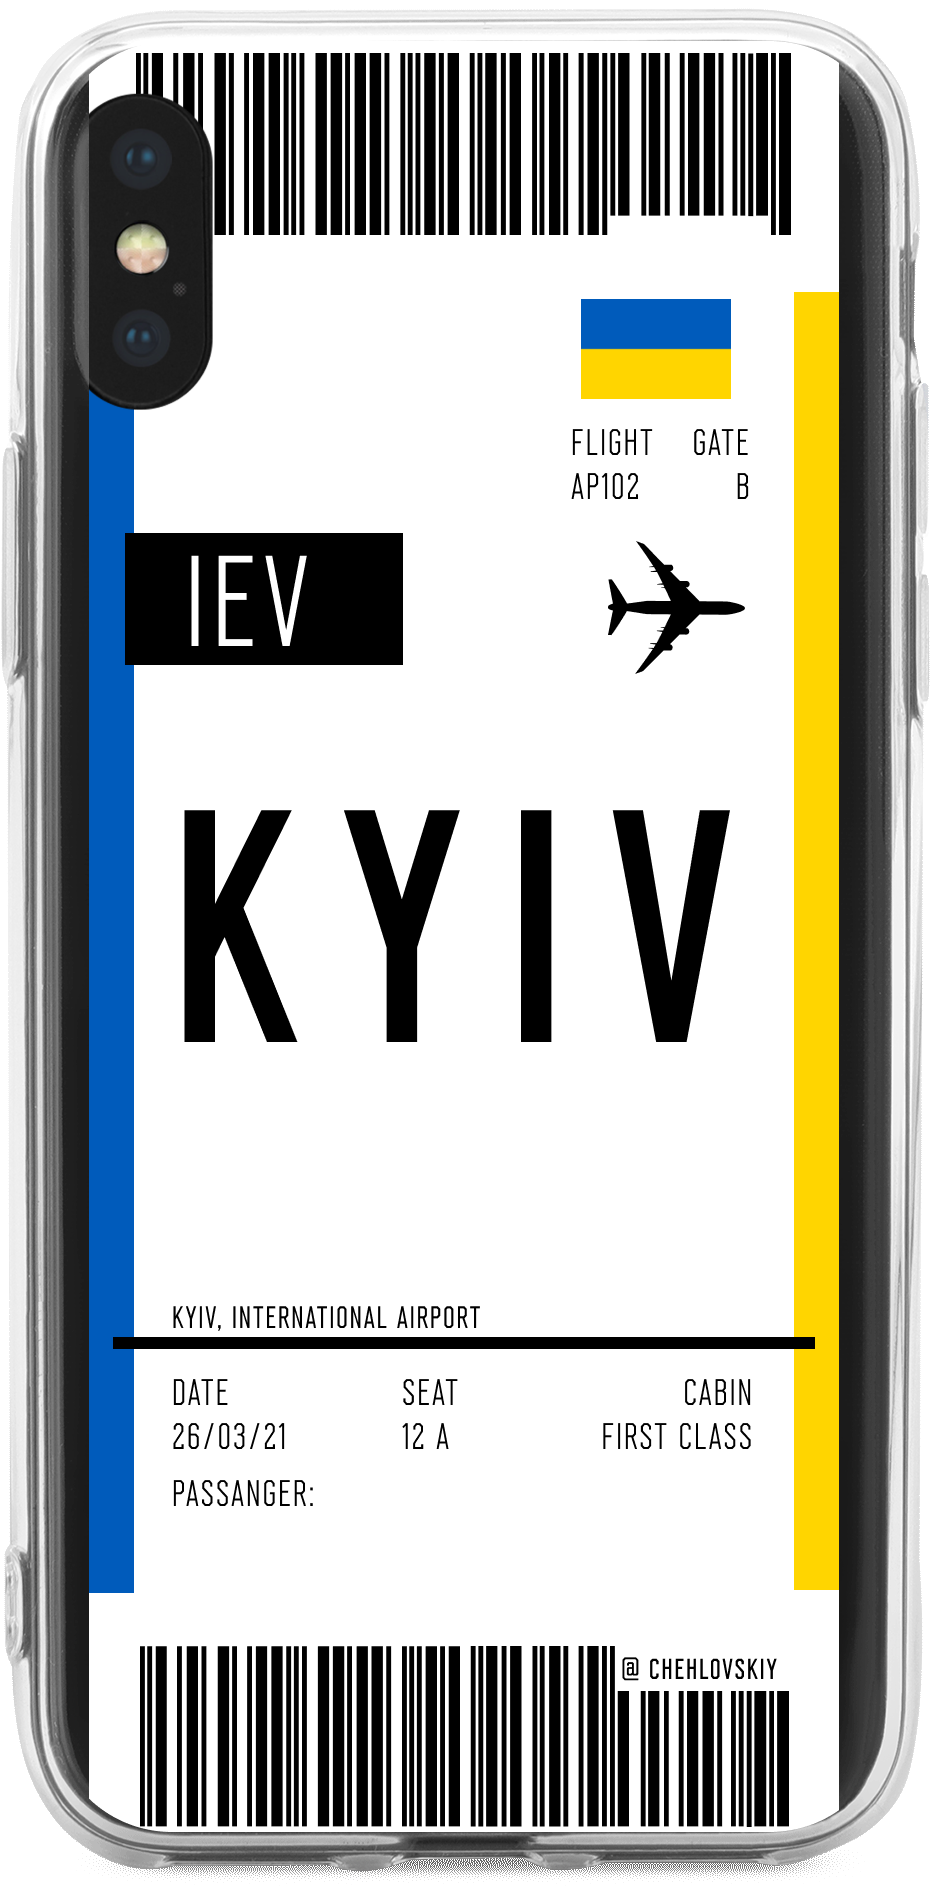 FLIGHT GATE
AP102 B
IEV
KYIV
KYIV, INTERNATIONAL AIRPORT
DATE SEAT CABIN
26/03/21 12 A FIRST CLASS
PASSANGER:
@ CHEHLOVSKIY